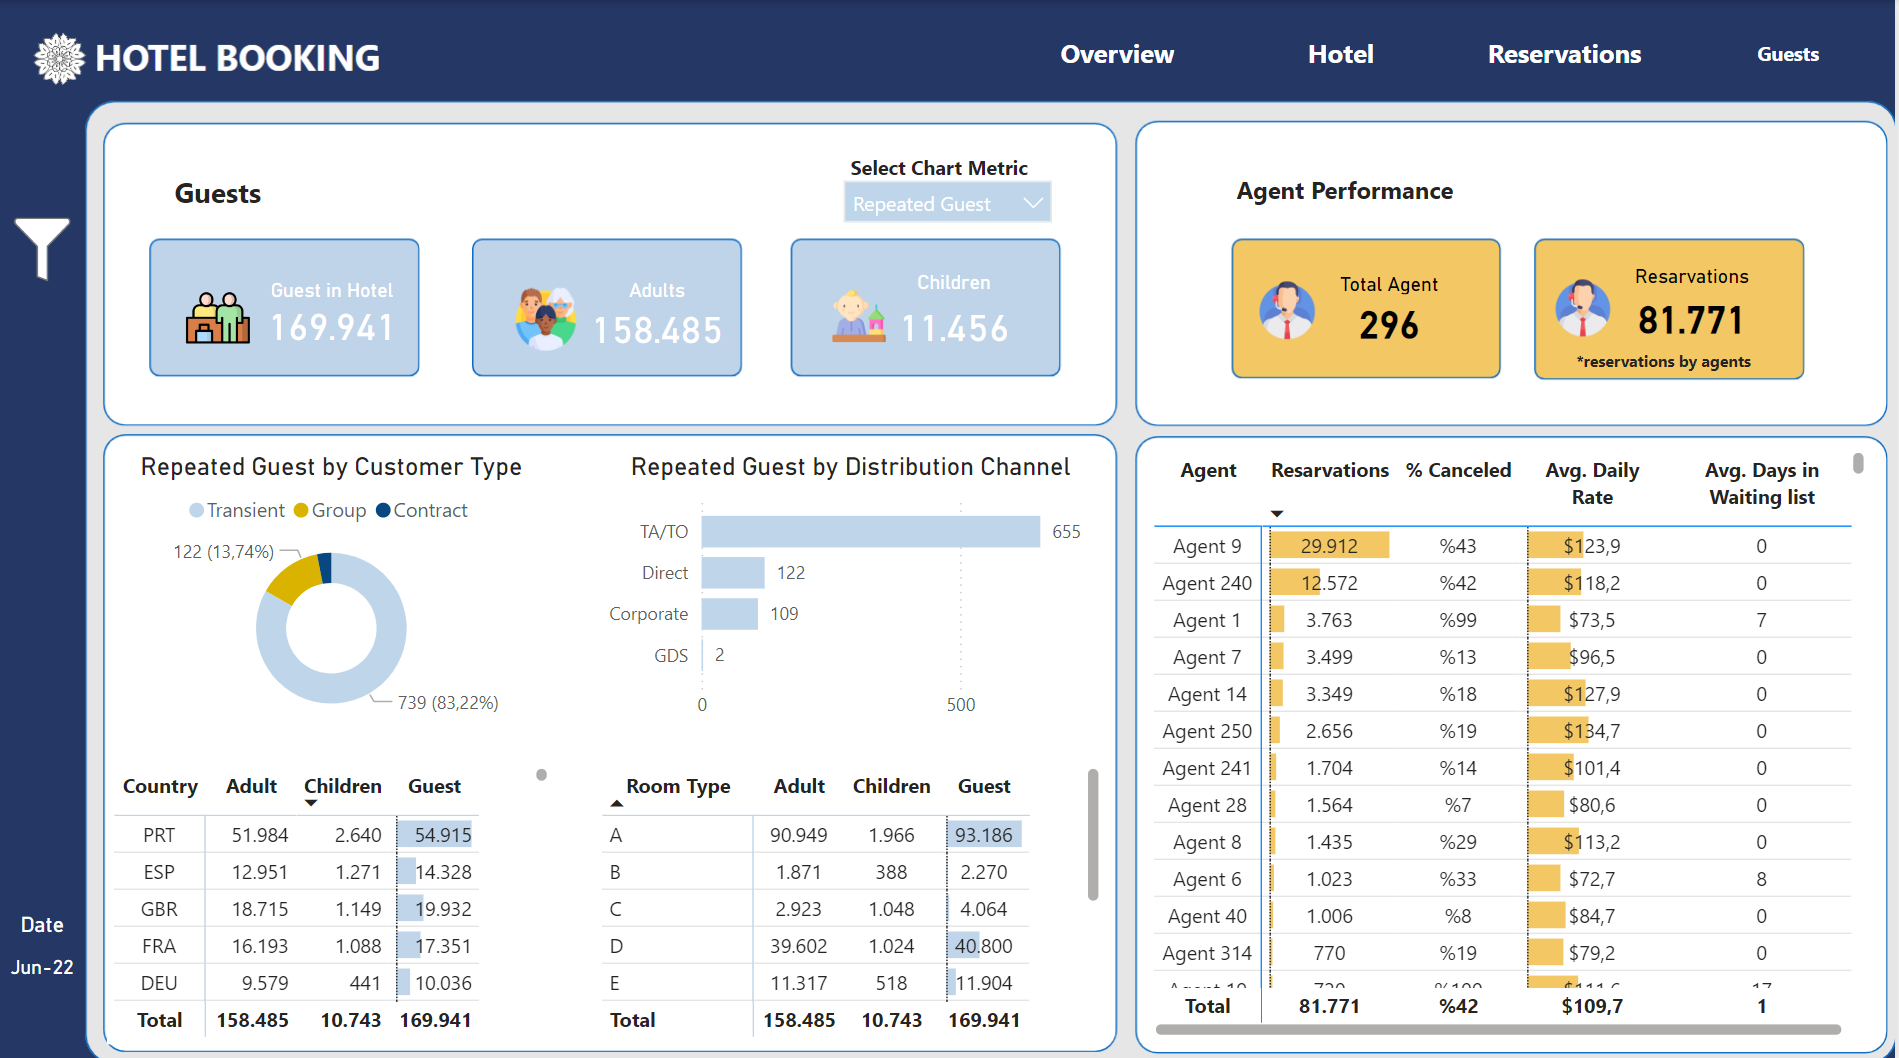 HOTEL BOOKING
Overview Hotel Reservations Guests
Guests
Select Chart Metric
Repeated Guest
Guest in Hotel
169.941
Adults
158.485
Children
11.456
Agent Performance
Total Agent
296
Resarvations
81.771
*reservations by agents
Date
Jun-22
Repeated Guest by Customer Type
Transient Group Contract
122 (13,74%)
739 (83,22%)
Repeated Guest by Distribution Channel
TA/TO 655
Direct 122
Corporate 109
GDS 2
0 500
Country Adult Children Guest
PRT 51.984 2.640 54.915
ESP 12.951 1.271 14.328
GBR 18.715 1.149 19.932
FRA 16.193 1.088 17.351
DEU 9.579 441 10.036
Total 158.485 10.743 169.941
Room Type Adult Children Guest
A 90.949 1.966 93.186
B 1.871 388 2.270
C 2.923 1.048 4.064
D 39.602 1.024 40.800
E 11.317 518 11.904
Total 158.485 10.743 169.941
Agent Resarvations % Canceled Avg. Daily Rate Avg. Days in Waiting list
Agent 9 29.912 %43 $123,9 0
Agent 240 12.572 %42 $118,2 0
Agent 1 3.763 %99 $73,5 7
Agent 7 3.499 %13 $96,5 0
Agent 14 3.349 %18 $127,9 0
Agent 250 2.656 %19 $134,7 0
Agent 241 1.704 %14 $101,4 0
Agent 28 1.564 %7 $80,6 0
Agent 8 1.435 %29 $113,2 0
Agent 6 1.023 %33 $72,7 8
Agent 40 1.006 %8 $84,7 0
Agent 314 770 %19 $79,2 0
Total 81.771 %42 $109,7 1